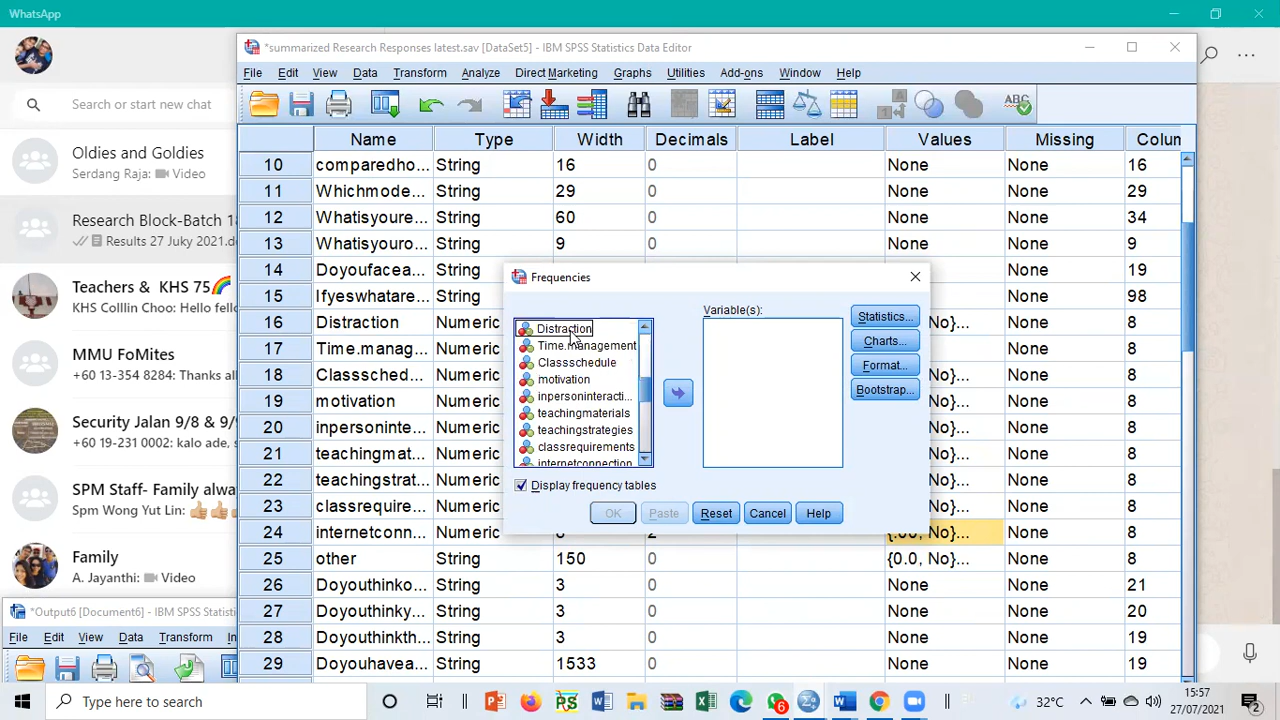 WhatsApp
Search or start new chat
Oldies and Goldies
Serdang Raja: Video
Research Block-Batch 18
Results 27 Juky 2021.d
Teachers & KHS 75
KHS Colllin Choo: Hello fello
MMU FoMites
+60 13-354 8284: Think he
Security Jalan 9/8 & 9/9
+60 19-231 0002: kalo ade, s
SPM Staff- Family alwa
Spm Wong Yut Lin:
Family
A. Jayanthi: Video
*Output6 [Document6] - IBM SPSS Statisti
File Edit View Data Transform In
*summarized Research Responses latest.sav [DataSet5] - IBM SPSS Statistics Data Editor
File Edit View Data Transform Analyze Direct Marketing Graphs Utilities Add-ons Window Help
ABC
Name Type Width Decimals Label Values Missing Colum
10 comparedho... String 16 0 None None 16
11 Whichmode... String 29 0 None None 29
12 Whatisyoure... String 60 0 None None 34
13 Whatisyouro... String 9 0 None None 9
14 Doyoufacea... String None 19
15 Ifyeswhatare... String None 98
16 Distraction Numeric No}... None 8
17 Time.manag... Numeric No}... None 8
18 Classsched... Numeric No}... None 8
19 motivation Numeric No}... None 8
20 inpersoninte... Numeric No}... None 8
21 teachingmat... Numeric No}... None 8
22 teachingstrat... Numeric No}... None 8
23 classrequire... Numeric No}... None 8
24 internetconn... Numeric 8 2 {.00, No}... None 8
25 other String 150 0 {0.0, No}... None 8
26 Doyouthinko... String 3 0 None None 21
27 Doyouthinky... String 3 0 None None 20
28 Doyouthinkth... String 3 0 None None 19
29 Doyouhavea... String 1533 0 None None 19
Frequencies
Variable(s):
Distraction
Time.management
Classschedule
motivation
inpersoninteracti...
teachingmaterials
teachingstrategies
classrequirements
internetconnection
Statistics...
Charts...
Format...
Bootstrap...
Display frequency tables
OK Paste Reset Cancel Help
Type here to search
6
32°C
15:57
27/07/2021
2